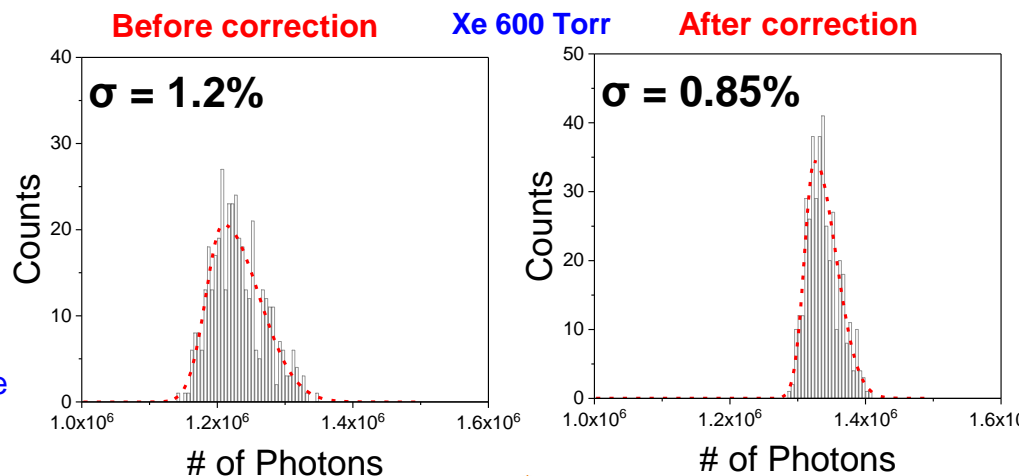 Before correction
Xe 600 Torr
After correction
σ = 1.2%
Counts
40
30
20
10
0
1.0x10⁶
1.2x10⁶
1.4x10⁶
1.6x10⁶
# of Photons
σ = 0.85%
Counts
50
40
30
20
10
0
1.0x10⁶
1.2x10⁶
1.4x10⁶
1.6x10
# of Photons
e